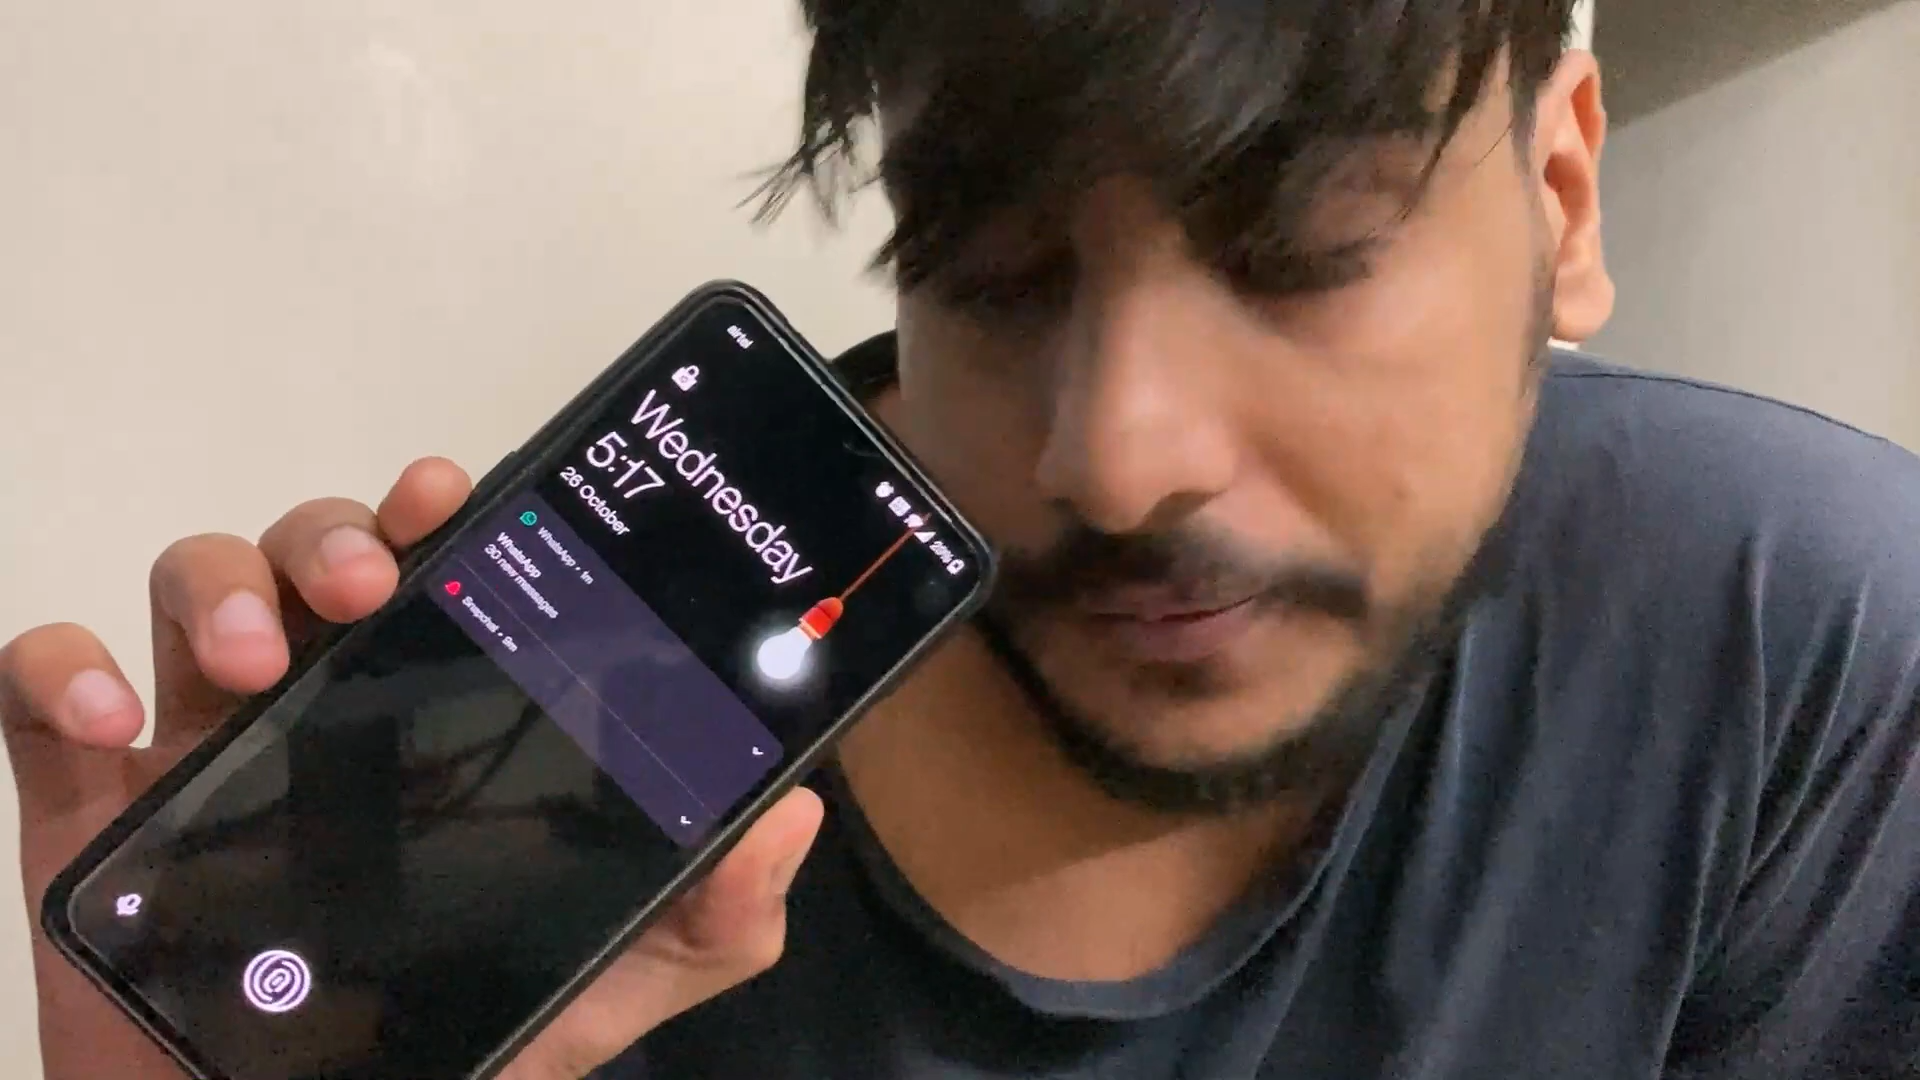 airtel
29%
Wednesday
5:17
26 October
WhatsApp • 1m
WhatsApp
30 new messages
Snapchat • 9m